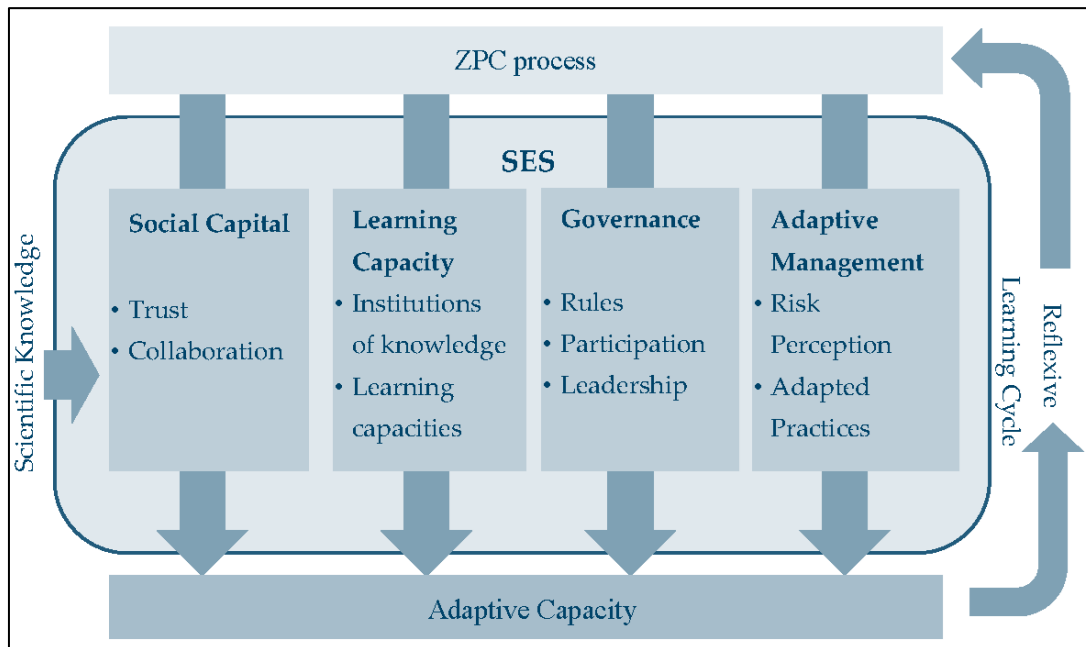 ZPC process
SES
Scientific Knowledge
Social Capital
• Trust
• Collaboration
Learning
Capacity
• Institutions
of knowledge
• Learning
capacities
Governance
• Rules
• Participation
• Leadership
Adaptive
Management
• Risk
Perception
• Adapted
Practices
Reflexive
Learning Cycle
Adaptive Capacity